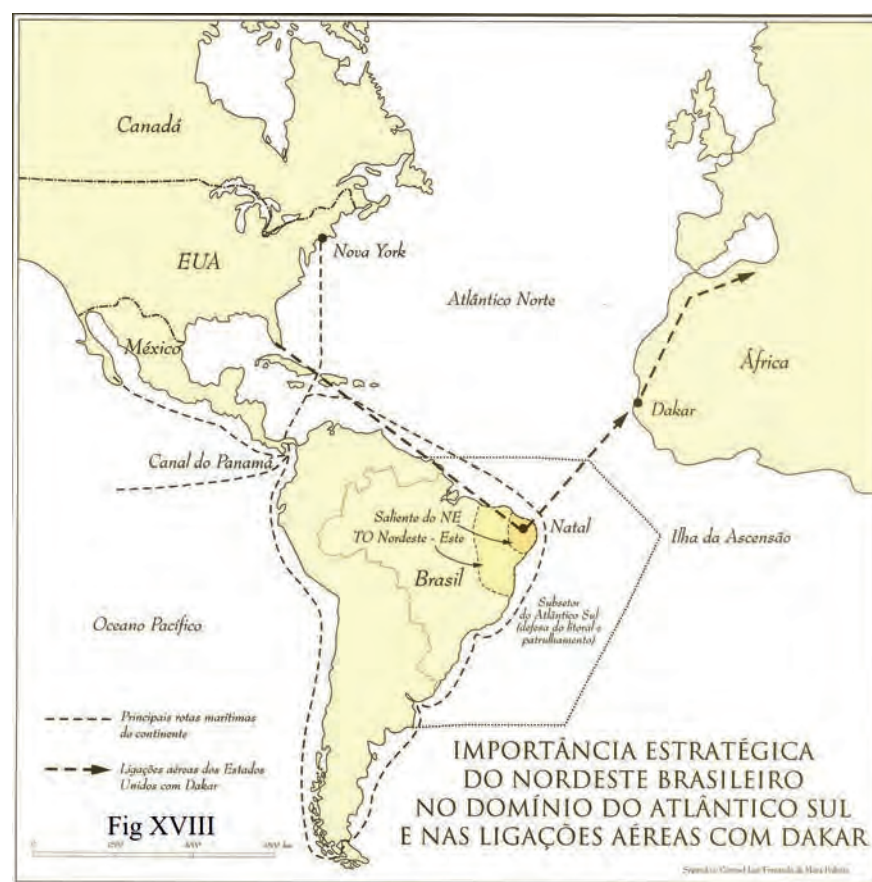 Canadá
EUA
Nova York
Atlântico Norte
México
África
Dakar
Canal do Panamá
Saliente do NE
TO Nordeste - Este
Natal
Ilha da Ascensão
Brasil
Subsetor
do Atlântico Sul
(defesa do litoral e
patrulhamento)
Oceano Pacífico
Principais rotas marítimas
do continente
Ligações aéreas dos Estados
Unidos com Dakar
IMPORTÂNCIA ESTRATÉGICA
DO NORDESTE BRASILEIRO
NO DOMÍNIO DO ATLÂNTICO SUL
E NAS LIGAÇÕES AÉREAS COM DAKAR
Fig XVIII
0